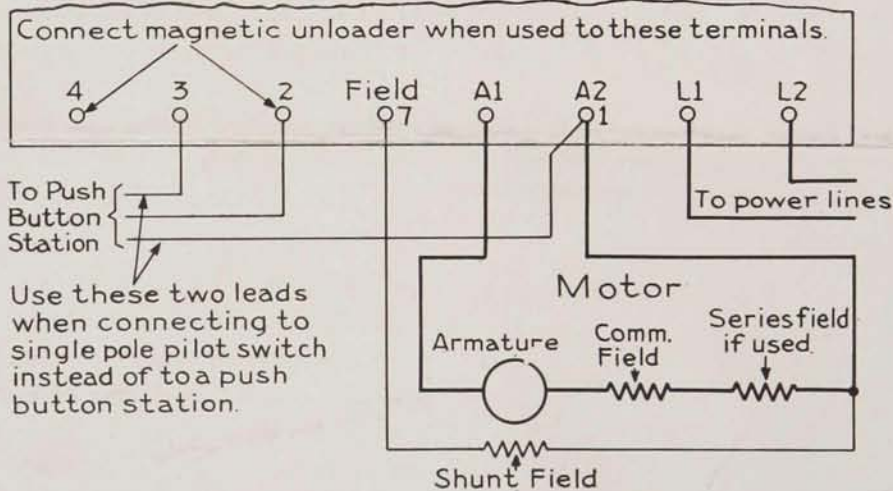 Connect magnetic unloader when used to these terminals.
4 3 2 Field A1 A2 L1 L2
7 1
To Push
Button
Station
To power lines
Use these two leads
when connecting to
single pole pilot switch
instead of to a push
button station.
Motor
Armature
Comm.
Field
Series field
if used.
Shunt Field